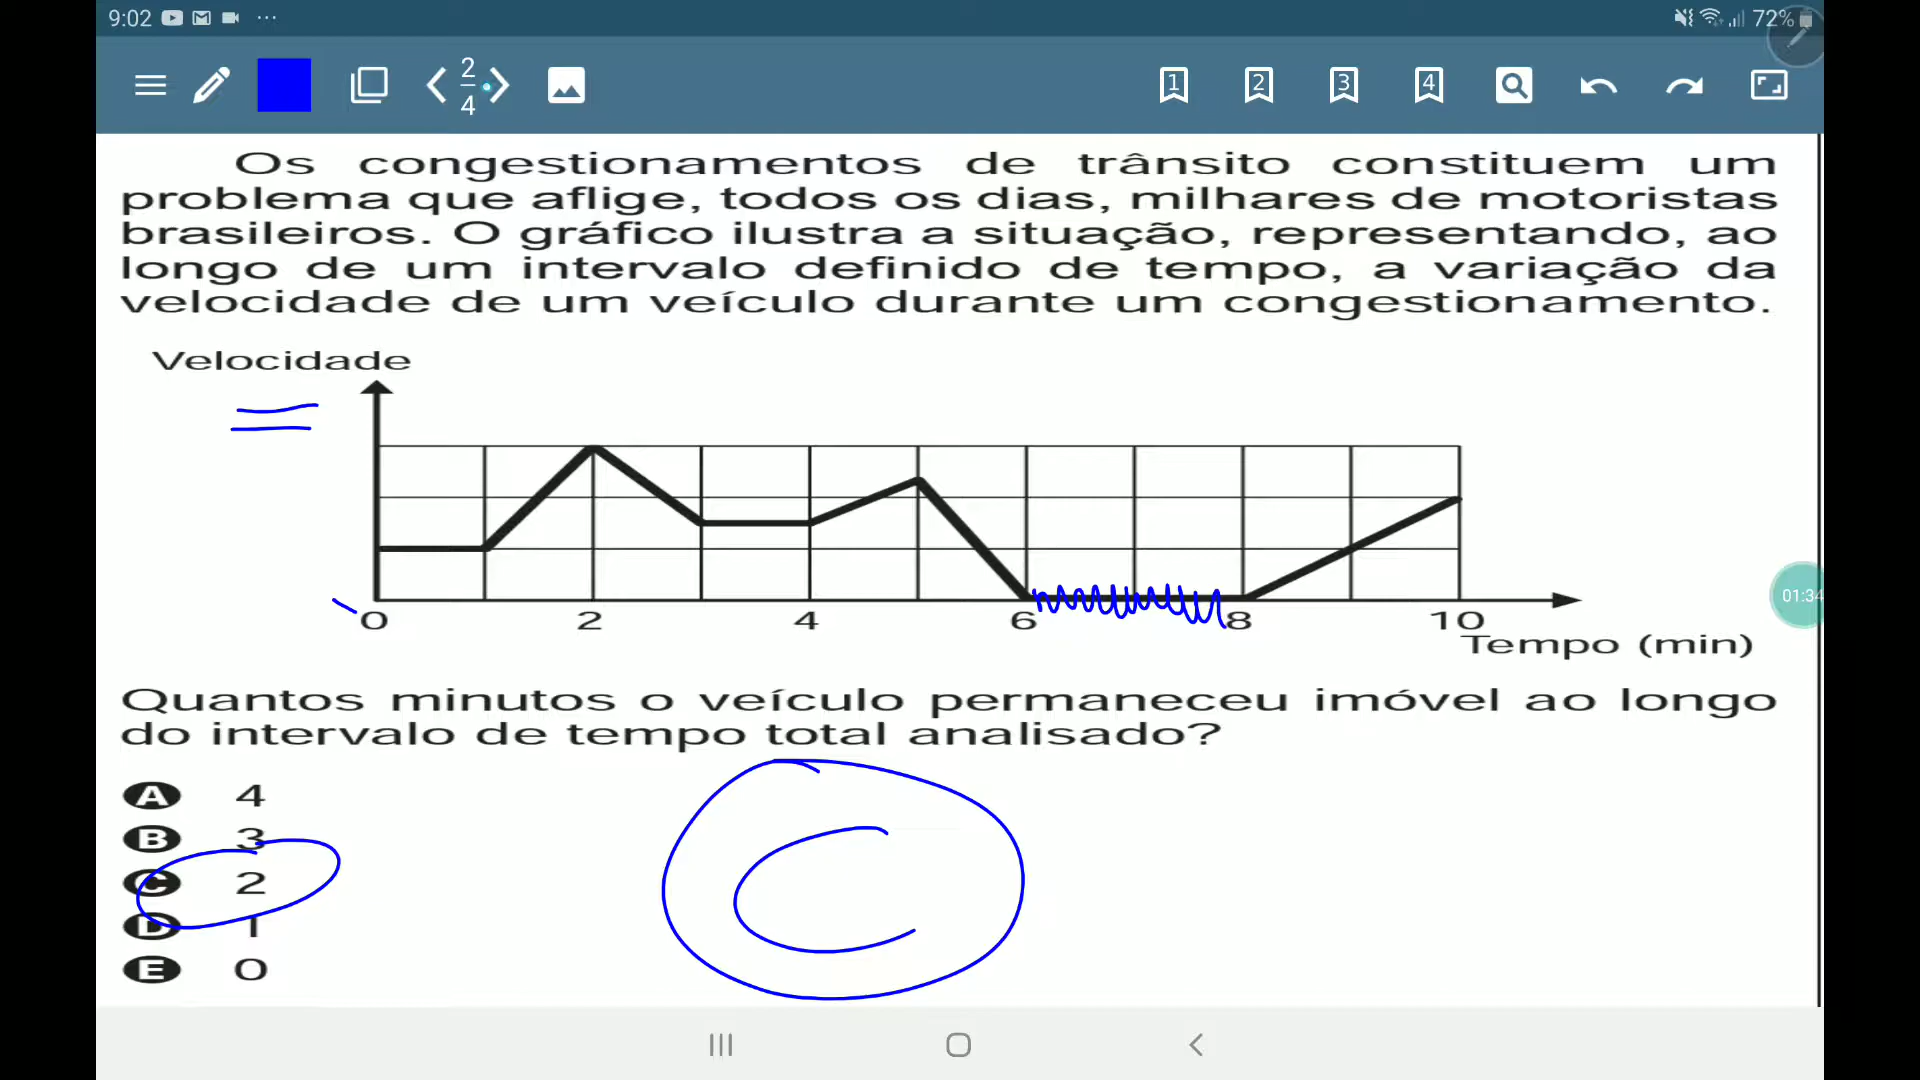 9:02 ... 72%
2
4
1 2 3 4
Os congestionamentos de trânsito constituem um
problema que aflige, todos os dias, milhares de motoristas
brasileiros. O gráfico ilustra a situação, representando, ao
longo de um intervalo definido de tempo, a variação da
velocidade de um veículo durante um congestionamento.
Velocidade
0 2 4 6 8 10
Tempo (min)
01:34
Quantos minutos o veículo permaneceu imóvel ao longo
do intervalo de tempo total analisado?
A 4
B 3
C 2
D 1
E 0
C